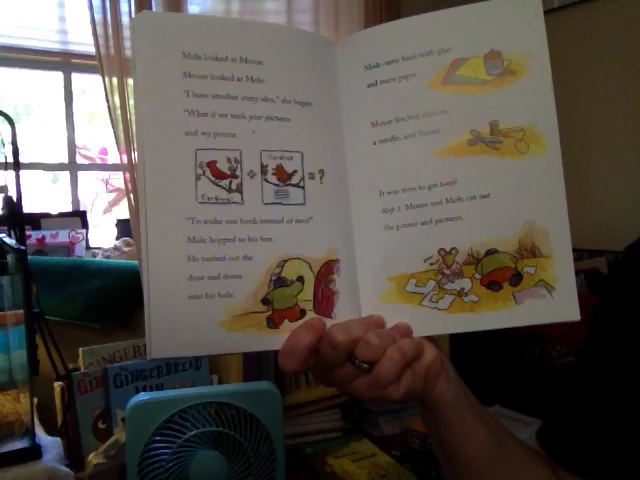 Mole looked at Mouse.
Mouse looked at Mole.
"I have another crazy idea," she began.
"What if we took your pictures
and my poems
Cardinal
+
Cardinal
= ?
"To make one book instead of two?"
Mole hopped to his feet.
He rushed out the
door and down
into his hole.
Mole came back with glue
and more paper.
Mouse fetched scissors,
a needle, and thread.
It was time to get busy!
Step 1. Mouse and Mole cut out
the poems and pictures.
GINGER
GINGERBREAD
MAN